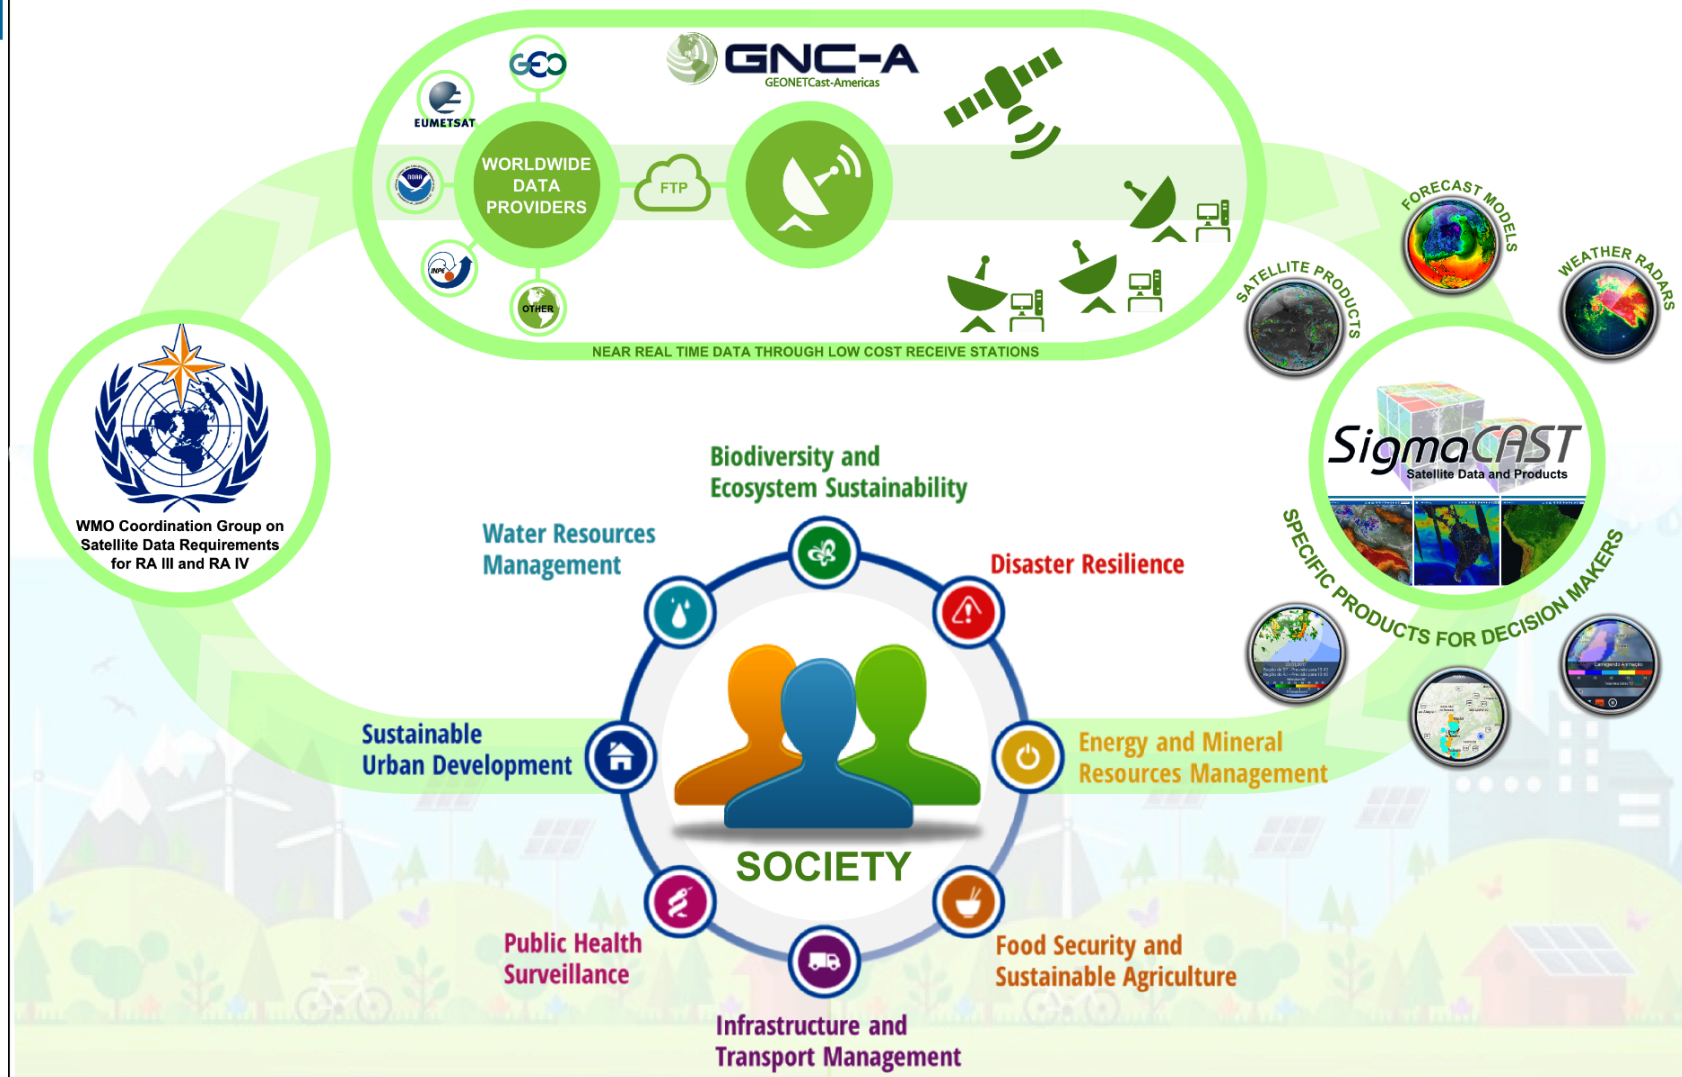 GEO
GNC-A
GEONETCast-Americas
EUMETSAT
NOAA
WORLDWIDE
DATA
PROVIDERS
FTP
INPE
OTHER
NEAR REAL TIME DATA THROUGH LOW COST RECEIVE STATIONS
FORECAST MODELS
WEATHER RADARS
SATELLITE PRODUCTS
SigmaCAST
Satellite Data and Products
SPECIFIC PRODUCTS FOR DECISION MAKERS
WMO Coordination Group on
Satellite Data Requirements
for RA III and RA IV
Biodiversity and
Ecosystem Sustainability
Water Resources
Management
Disaster Resilience
Sustainable
Urban Development
Energy and Mineral
Resources Management
SOCIETY
Public Health
Surveillance
Food Security and
Sustainable Agriculture
Infrastructure and
Transport Management